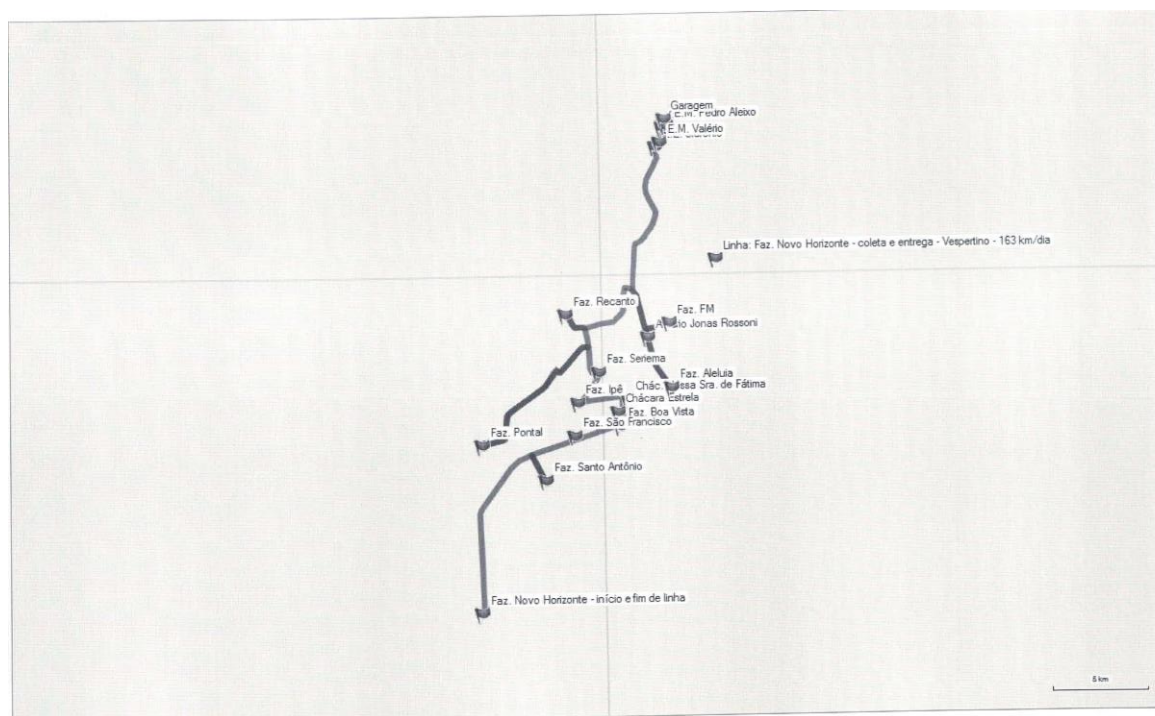 Garagem
E.M. Pedro Aleixo
E.M. Valério
Linha: Faz. Novo Horizonte - coleta e entrega - Vespertino - 163 km/dia
Faz. Recanto
Faz. FM
Jonas Rossoni
Faz. Seriema
Faz. Aleluia
Chác. Sra. de Fátima
Faz. Ipê
Chácara Estrela
Faz. Boa Vista
Faz. São Francisco
Faz. Pontal
Faz. Santo Antônio
Faz. Novo Horizonte - início e fim de linha
5 km